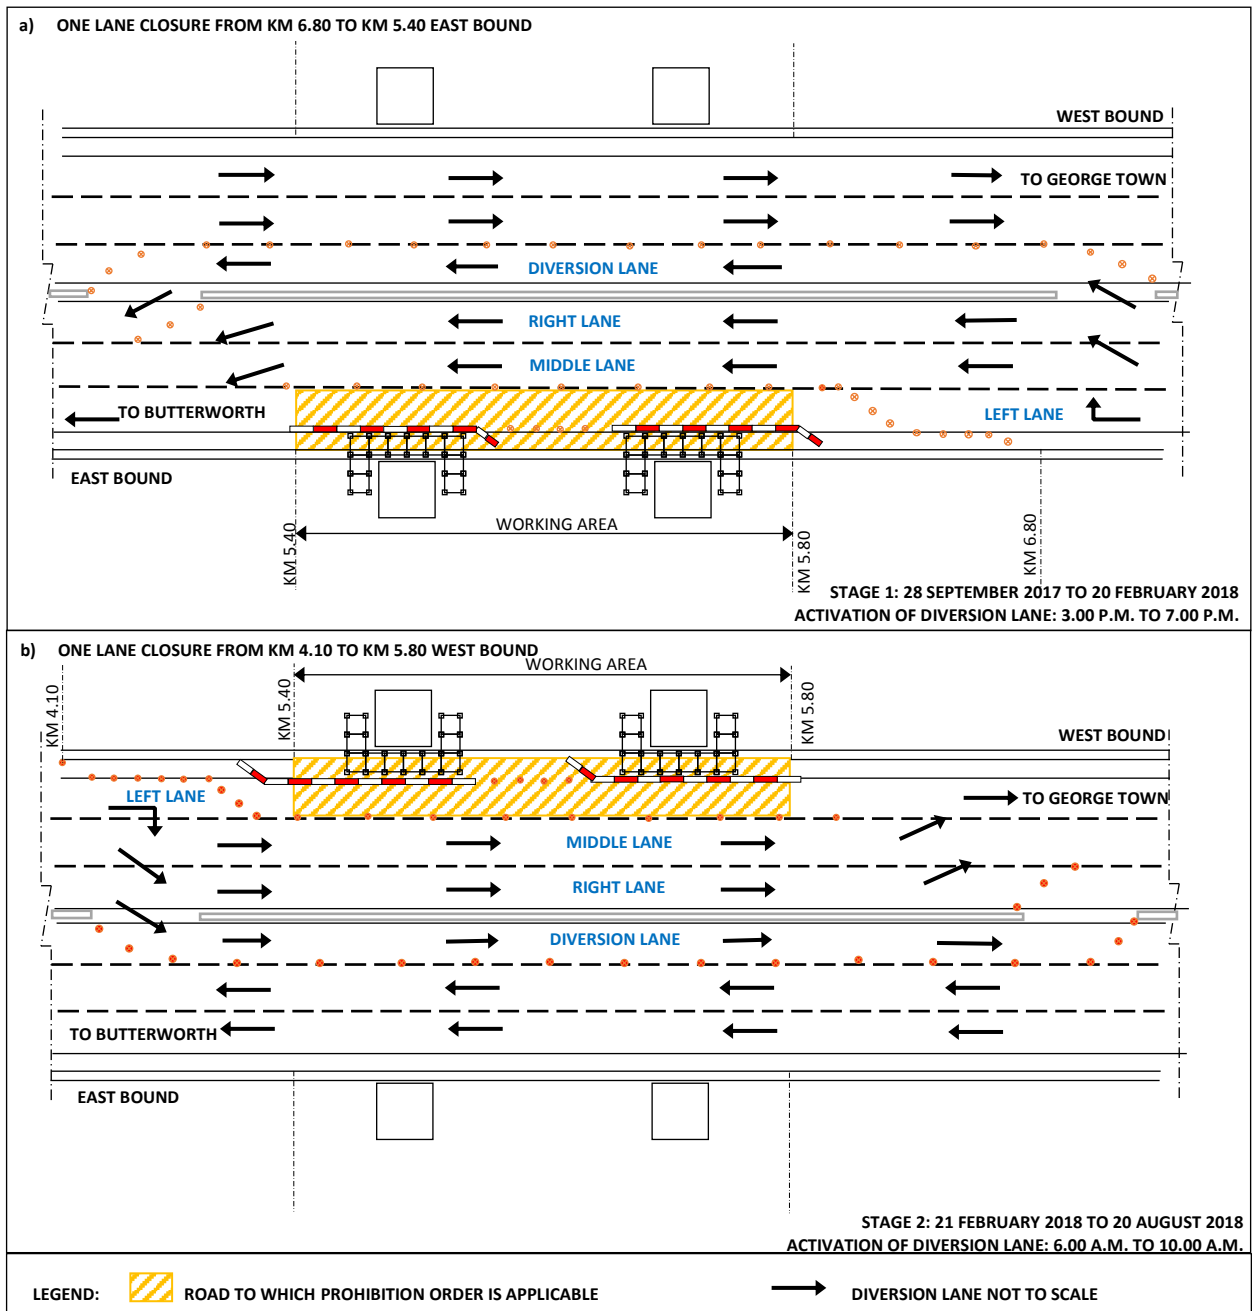 a) ONE LANE CLOSURE FROM KM 6.80 TO KM 5.40 EAST BOUND
WEST BOUND
TO GEORGE TOWN
DIVERSION LANE
RIGHT LANE
MIDDLE LANE
TO BUTTERWORTH
LEFT LANE
EAST BOUND
WORKING AREA
KM 5.40
KM 5.80
KM 6.80
STAGE 1: 28 SEPTEMBER 2017 TO 20 FEBRUARY 2018
ACTIVATION OF DIVERSION LANE: 3.00 P.M. TO 7.00 P.M.
b) ONE LANE CLOSURE FROM KM 4.10 TO KM 5.80 WEST BOUND
WORKING AREA
KM 4.10
KM 5.40
KM 5.80
WEST BOUND
LEFT LANE
TO GEORGE TOWN
MIDDLE LANE
RIGHT LANE
DIVERSION LANE
TO BUTTERWORTH
EAST BOUND
STAGE 2: 21 FEBRUARY 2018 TO 20 AUGUST 2018
ACTIVATION OF DIVERSION LANE: 6.00 A.M. TO 10.00 A.M.
LEGEND: ROAD TO WHICH PROHIBITION ORDER IS APPLICABLE DIVERSION LANE NOT TO SCALE